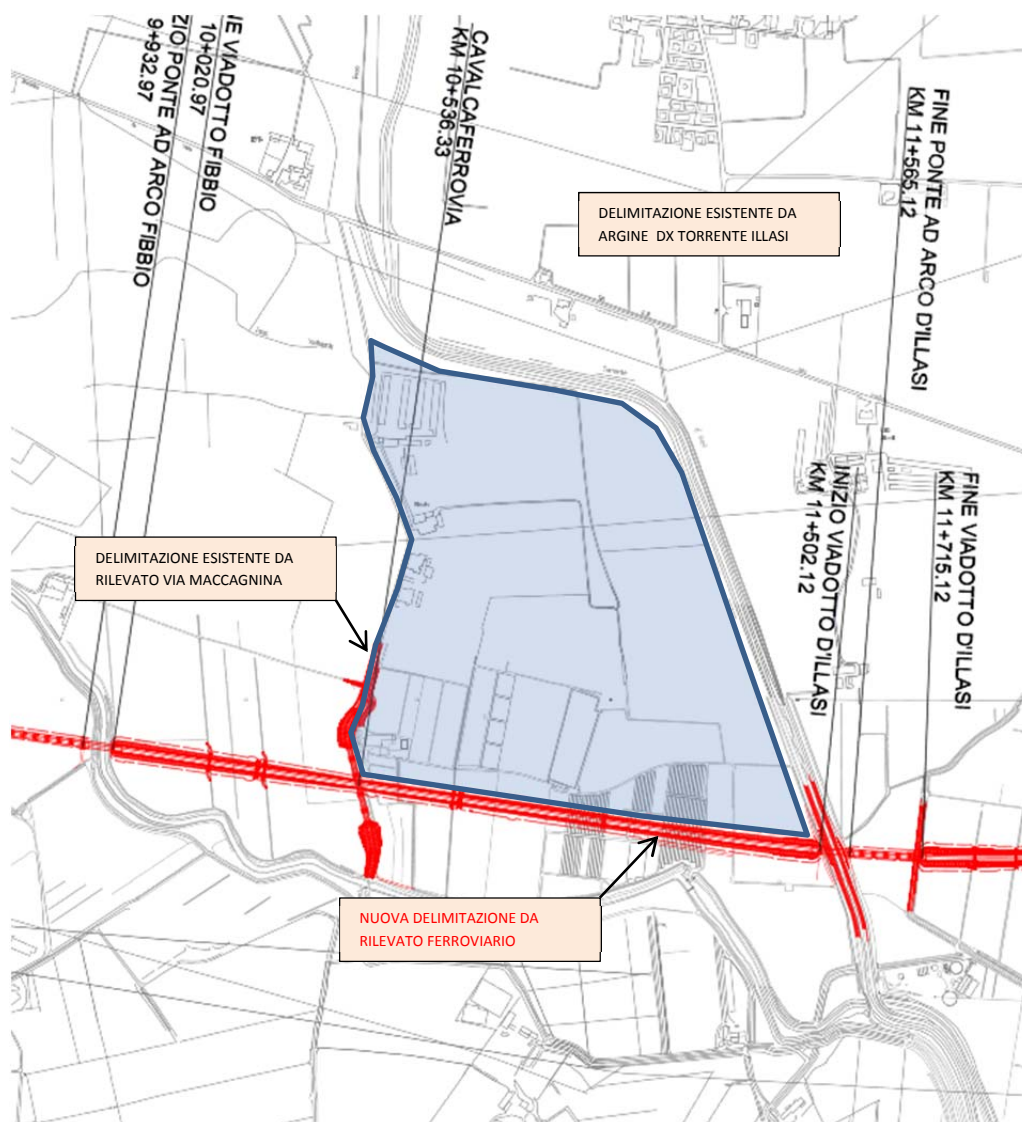 NE VIADOTTO FIBBIO
10+020.97
ZIO PONTE AD ARCO FIBBIO
9+932.97
CAVALCAFERROVIA
KM 10+536.33
DELIMITAZIONE ESISTENTE DA
ARGINE DX TORRENTE ILLASI
FINE PONTE AD ARCO D'ILLASI
KM 11+565.12
INIZIO VIADOTTO D'ILLASI
KM 11+502.12
FINE VIADOTTO D'ILLASI
KM 11+715.12
DELIMITAZIONE ESISTENTE DA
RILEVATO VIA MACCAGNINA
NUOVA DELIMITAZIONE DA
RILEVATO FERROVIARIO